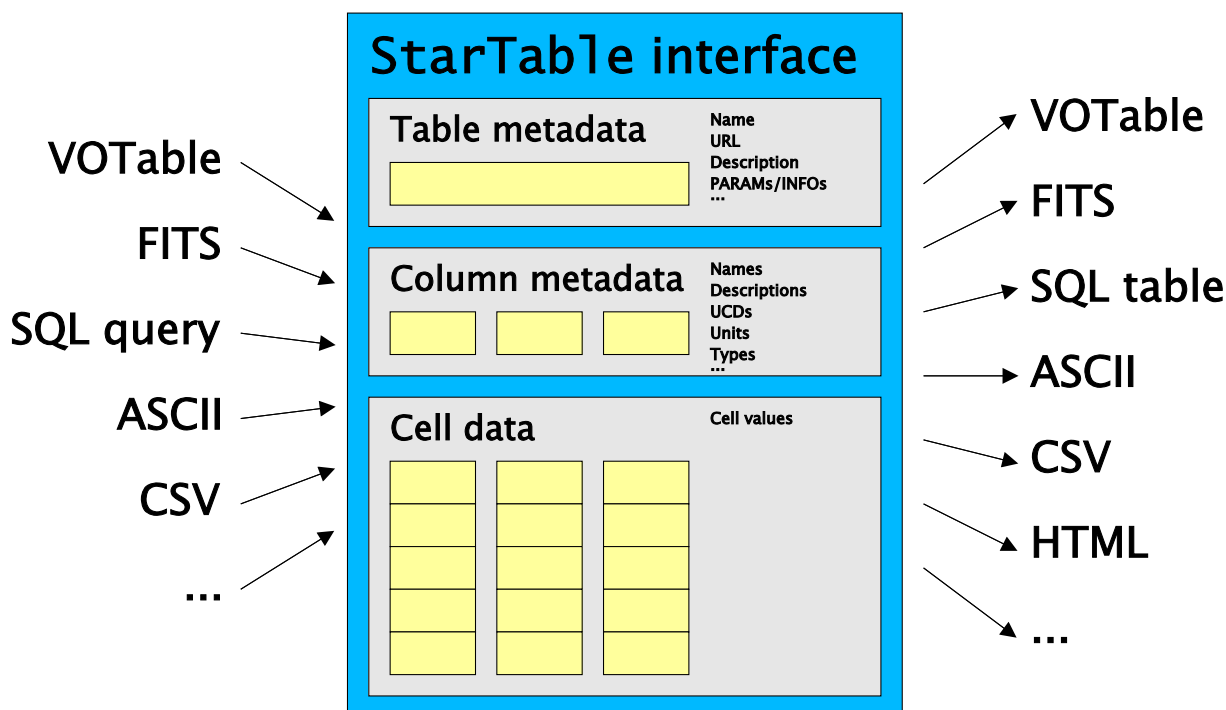 StarTable interface
VOTable
FITS
SQL query
ASCII
CSV
...
Table metadata
Name
URL
Description
PARAMs/INFOs
...
Column metadata
Names
Descriptions
UCDs
Units
Types
...
Cell data
Cell values
VOTable
FITS
SQL table
ASCII
CSV
HTML
...